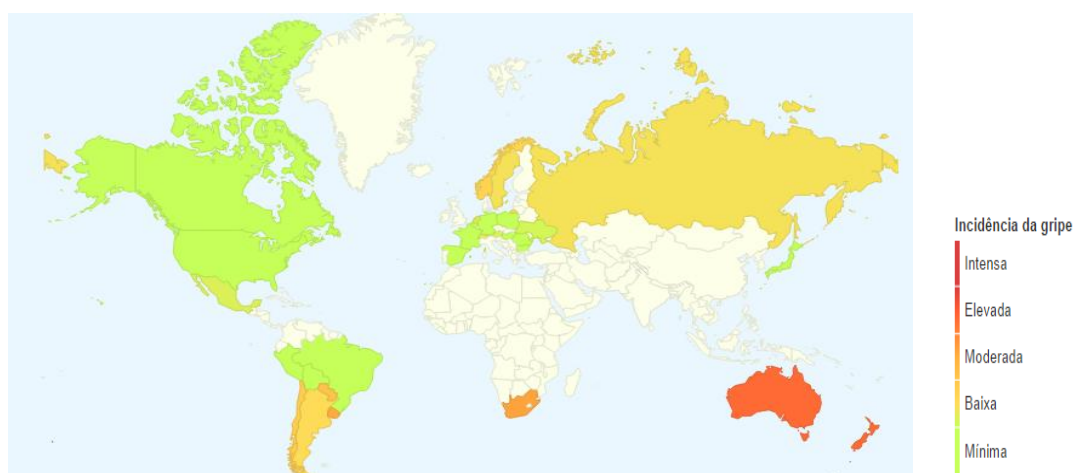 Incidência da gripe
Intensa
Elevada
Moderada
Baixa
Mínima